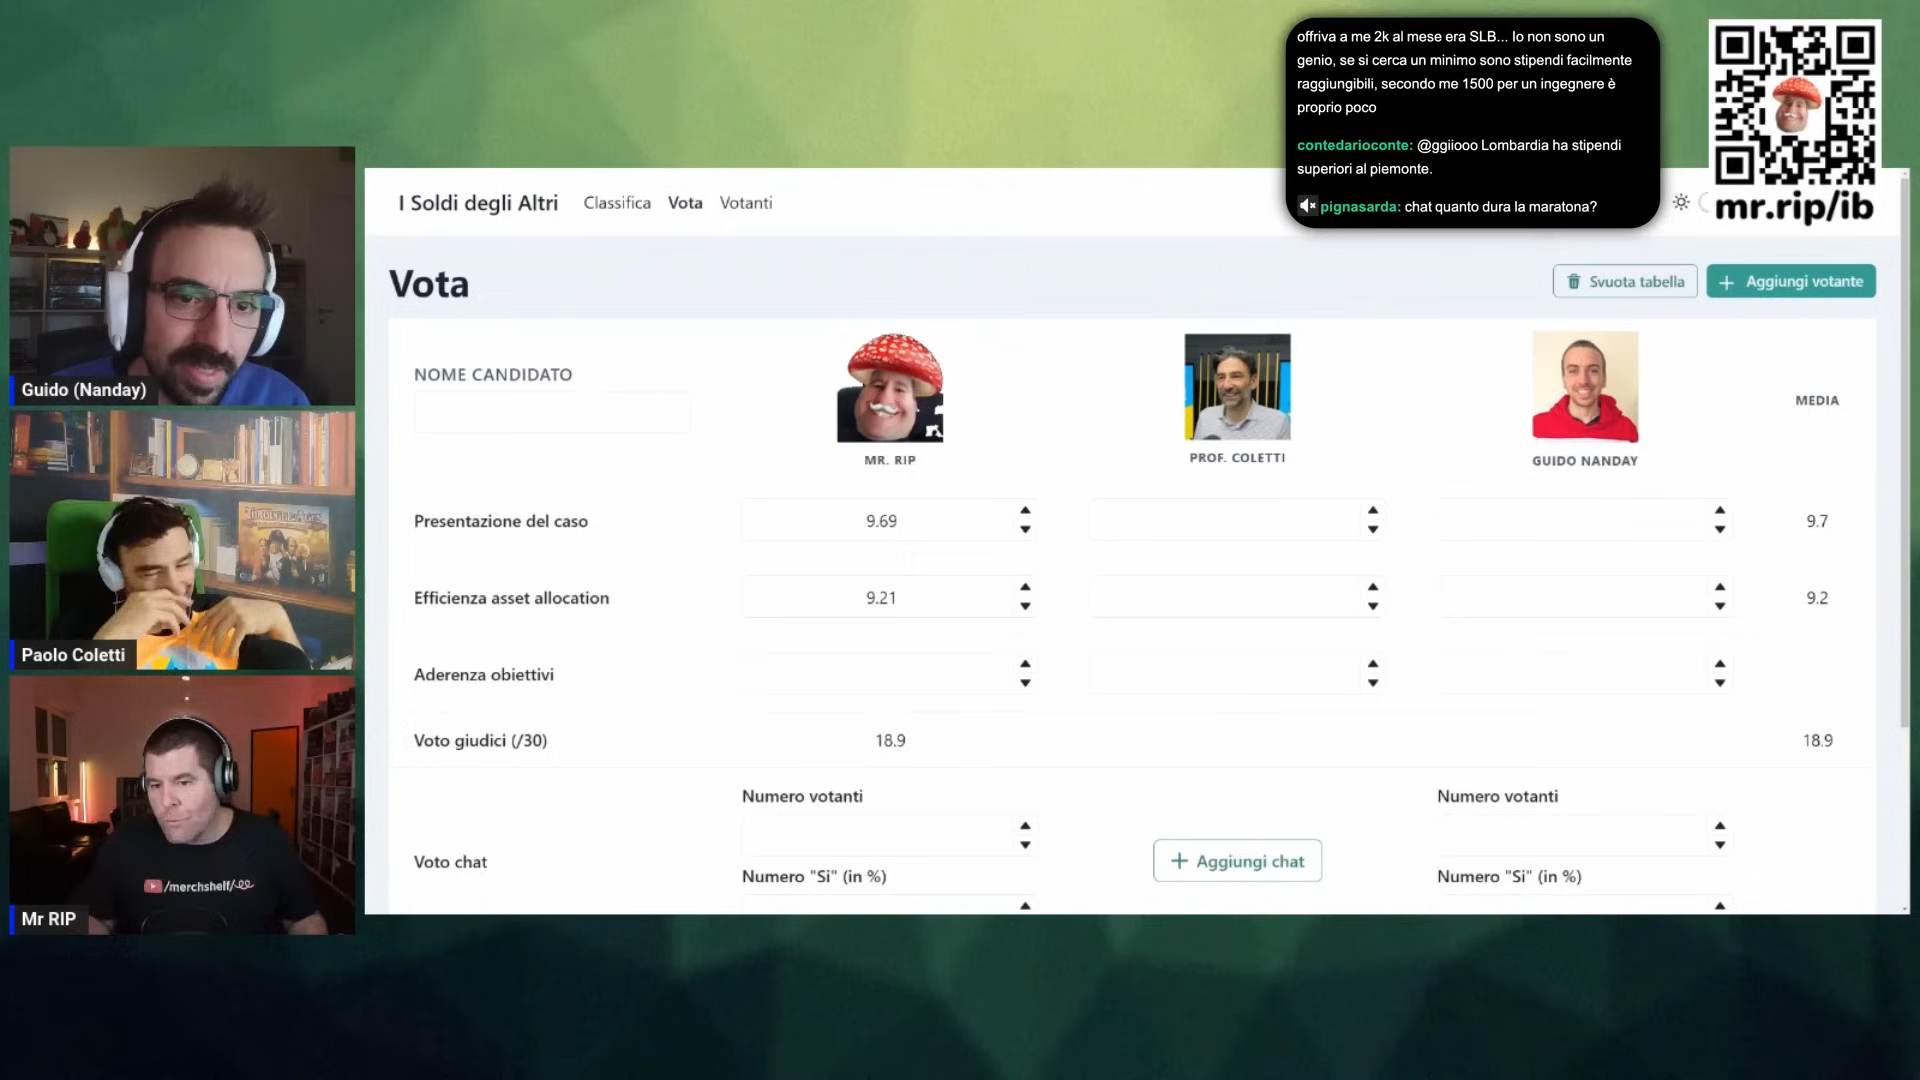 offriva a me 2k al mese era SLB... Io non sono un
genio, se si cerca un minimo sono stipendi facilmente
raggiungibili, secondo me 1500 per un ingegnere è
proprio poco
contedarioconte: @ggiiooo Lombardia ha stipendi
superiori al piemonte.
pignasarda: chat quanto dura la maratona?
mr.rip/ib
I Soldi degli Altri
Classifica
Vota
Votanti
Vota
Svuota tabella
+ Aggiungi votante
NOME CANDIDATO
MR. RIP
PROF. COLETTI
GUIDO NANDAY
MEDIA
Presentazione del caso
9.69
9.7
Efficienza asset allocation
9.21
9.2
Aderenza obiettivi
Voto giudici (/30)
18.9
18.9
Voto chat
Numero votanti
Numero "Si" (in %)
+ Aggiungi chat
Numero votanti
Numero "Si" (in %)
Guido (Nanday)
Paolo Coletti
/merchshelf/
Mr RIP